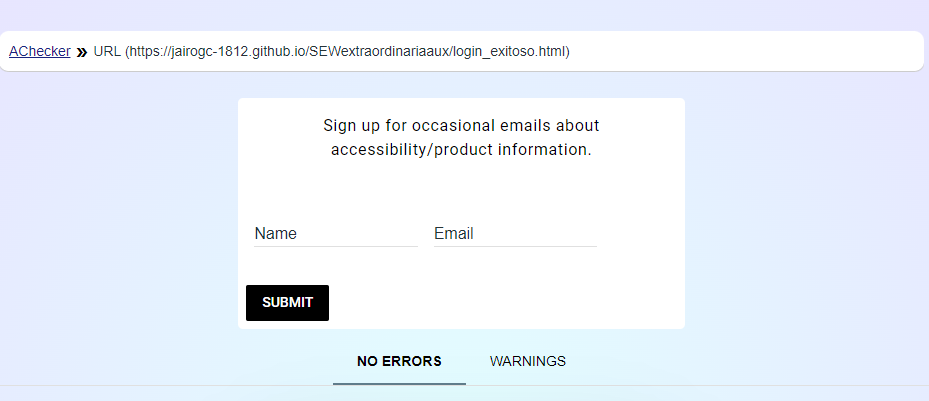 AChecker » URL (https://jairogc-1812.github.io/SEWextraordinariaaux/login_exitoso.html)
Sign up for occasional emails about
accessibility/product information.
Name Email
SUBMIT
NO ERRORS WARNINGS